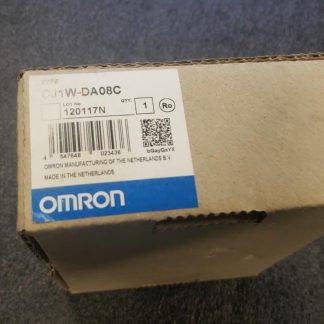 TYPE
CJ1W-DA08C
LOT No. QTY.
120117N 1 Ro
4 547648 023436
OMRON MANUFACTURING OF THE NETHERLANDS B.V.
MADE IN THE NETHERLANDS
OMRON